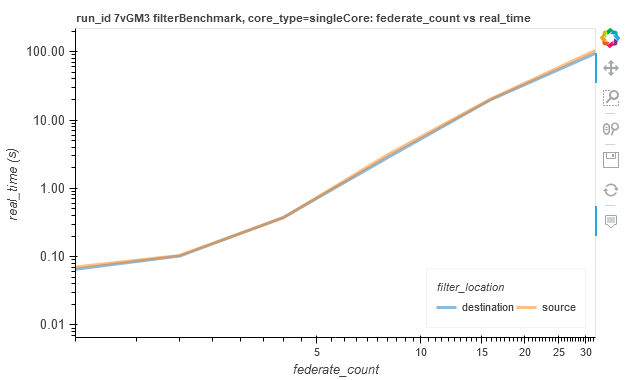 run_id 7vGM3 filterBenchmark, core_type=singleCore: federate_count vs real_time
100.00
10.00
1.00
0.10
0.01
real_time (s)
filter_location
destination source
5 10 15 20 25 30
federate_count